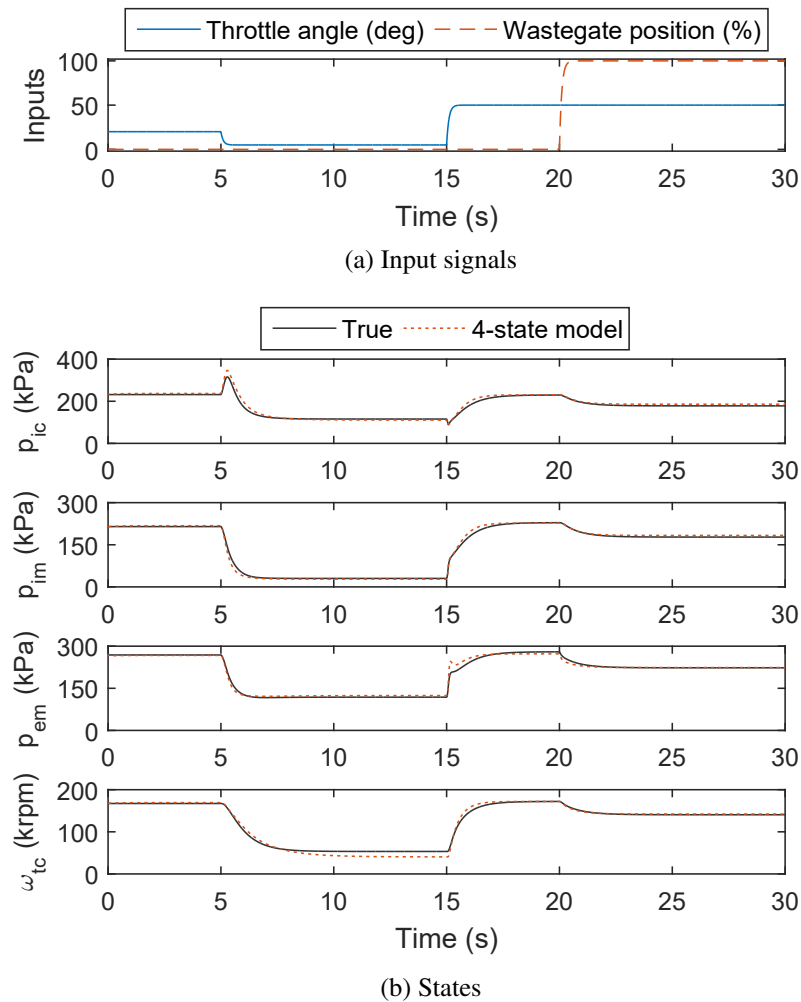 Throttle angle (deg) Wastegate position (%)
100
50
0
Inputs
0 5 10 15 20 25 30
Time (s)
(a) Input signals
True 4-state model
400
200
0
p_ic (kPa)
0 5 10 15 20 25 30
300
150
0
p_im (kPa)
0 5 10 15 20 25 30
300
150
0
p_em (kPa)
0 5 10 15 20 25 30
200
100
0
ω_tc (krpm)
0 5 10 15 20 25 30
Time (s)
(b) States